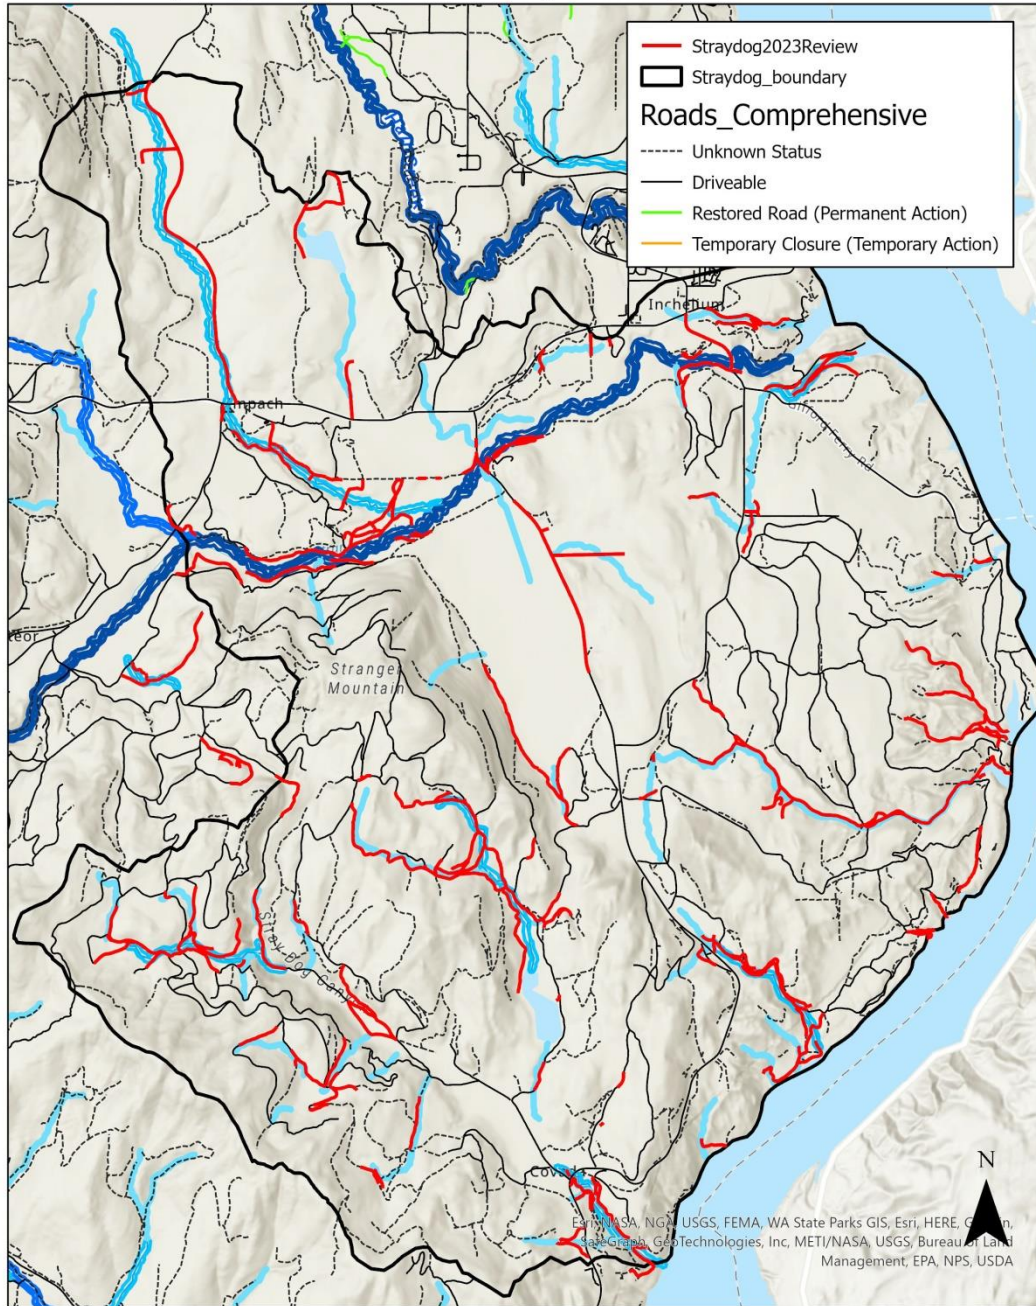 Straydog2023Review
Straydog_boundary
Roads_Comprehensive
Unknown Status
Driveable
Restored Road (Permanent Action)
Temporary Closure (Temporary Action)
Inchelium
Impach
Stranger
Mountain
N
Esri, NASA, NGA, USGS, FEMA, WA State Parks GIS, Esri, HERE,
SafeGraph, GeoTechnologies, Inc, METI/NASA, USGS, Bureau of Land
Management, EPA, NPS, USDA